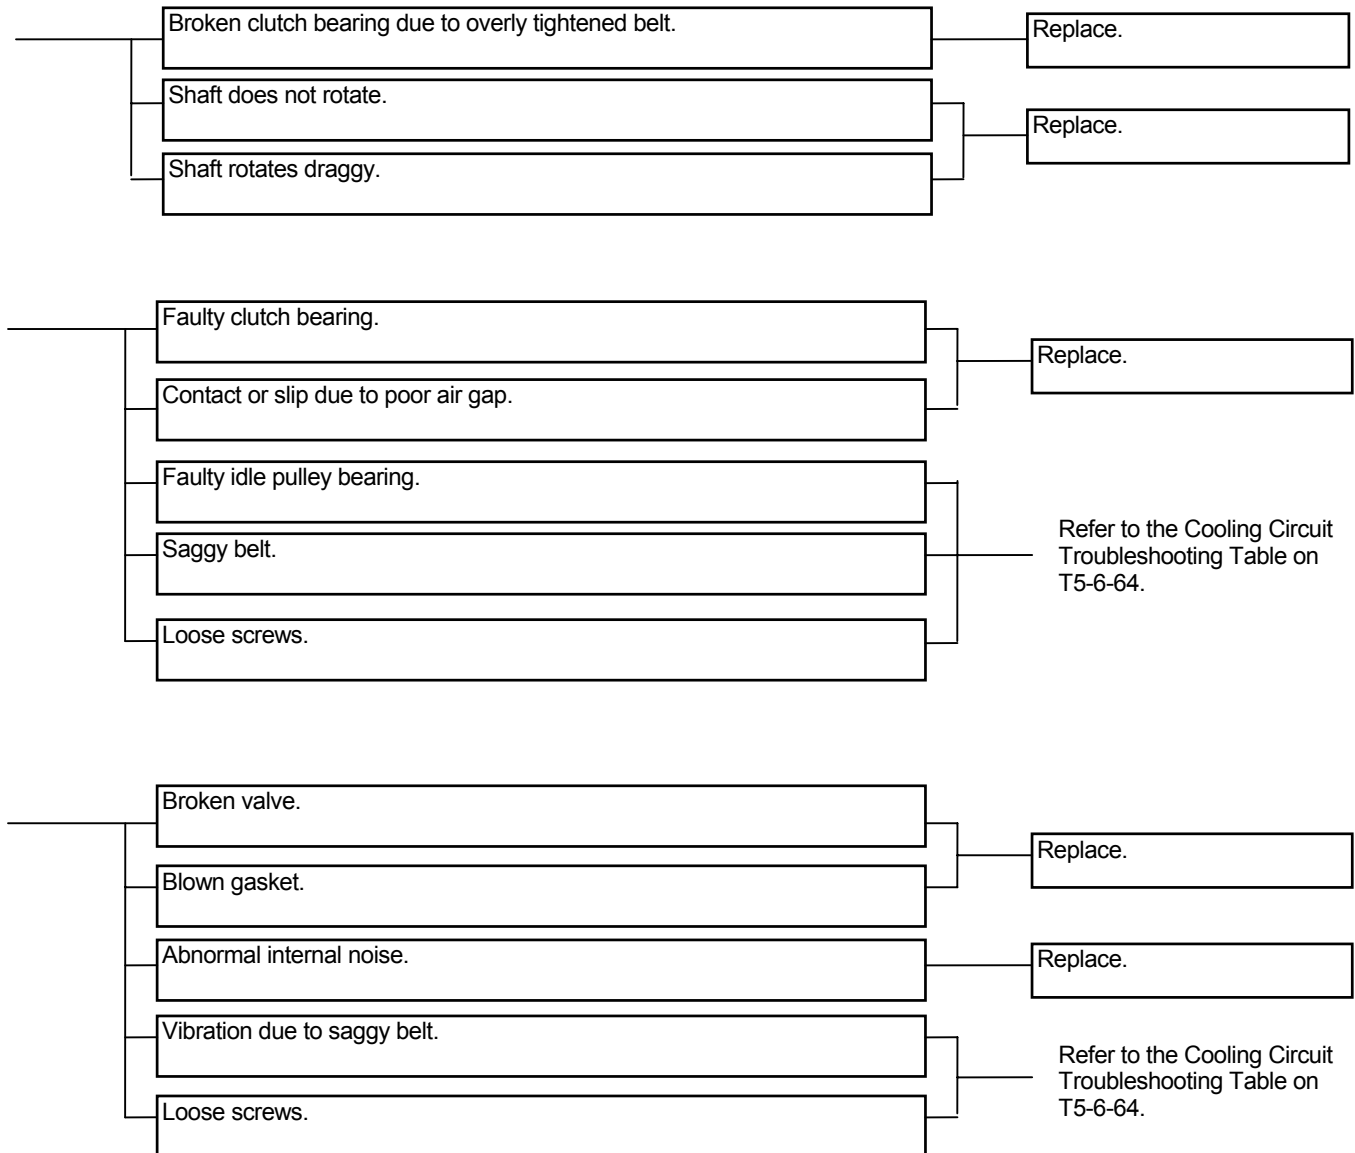 Broken clutch bearing due to overly tightened belt.
Replace.
Shaft does not rotate.
Replace.
Shaft rotates draggy.
Faulty clutch bearing.
Replace.
Contact or slip due to poor air gap.
Faulty idle pulley bearing.
Saggy belt.
Loose screws.
Refer to the Cooling Circuit
Troubleshooting Table on
T5-6-64.
Broken valve.
Replace.
Blown gasket.
Abnormal internal noise.
Replace.
Vibration due to saggy belt.
Loose screws.
Refer to the Cooling Circuit
Troubleshooting Table on
T5-6-64.